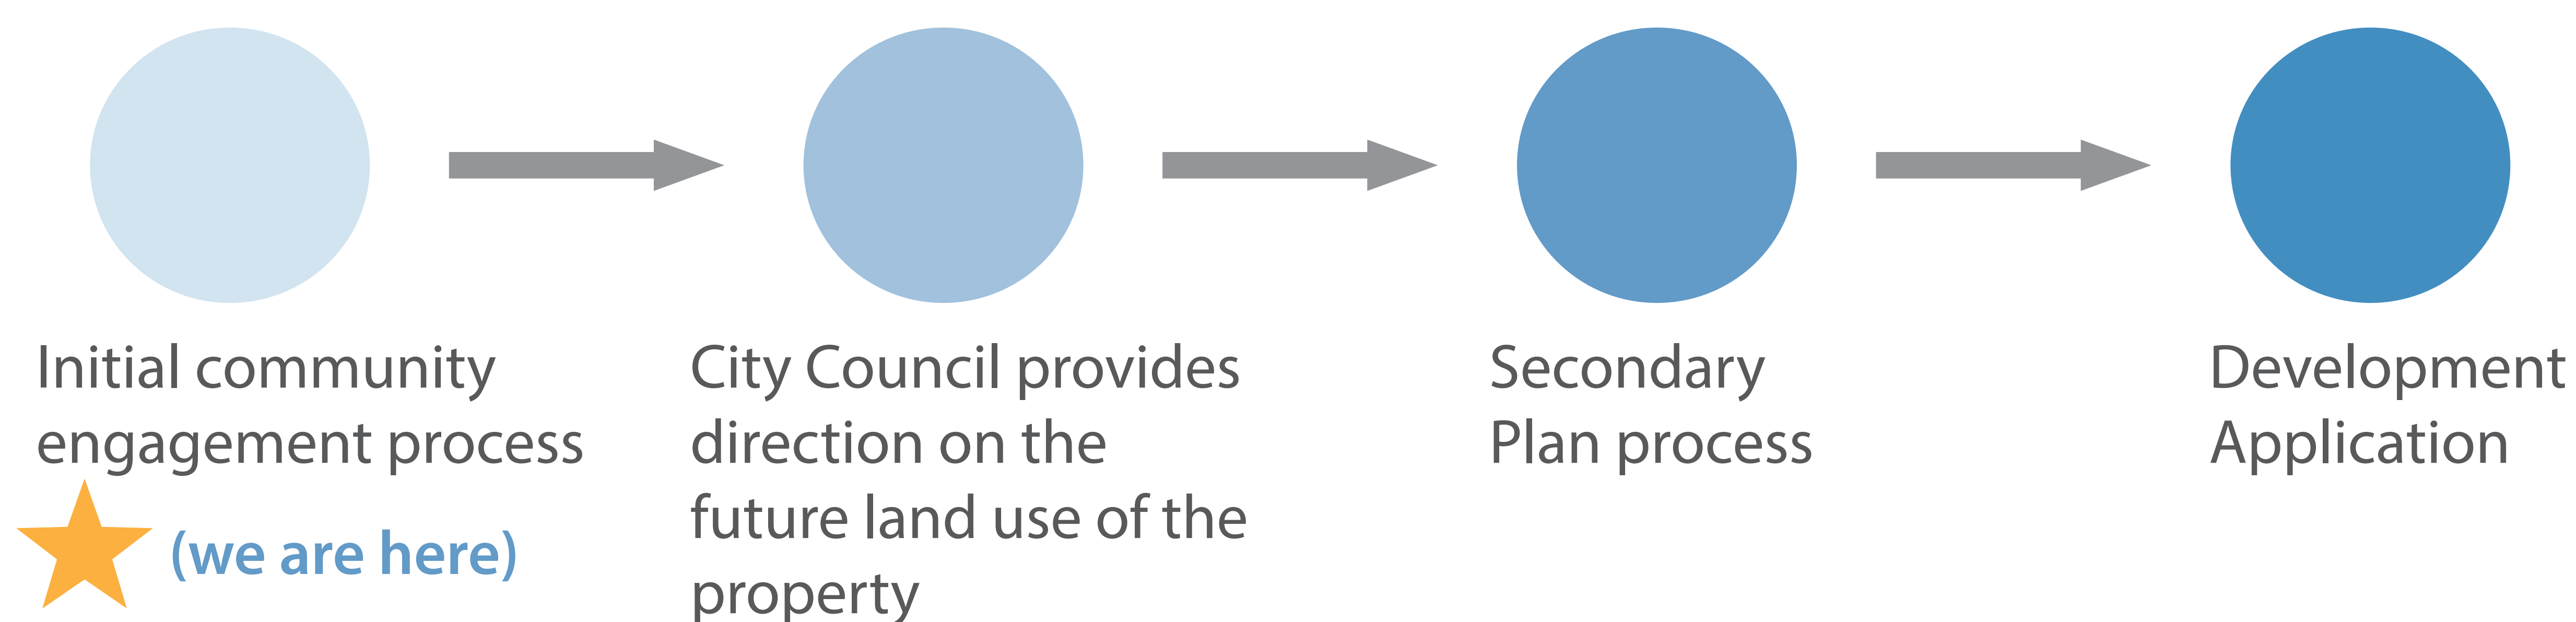 Initial community
engagement process
(we are here)
City Council provides
direction on the
future land use of the
property
Secondary
Plan process
Development
Application